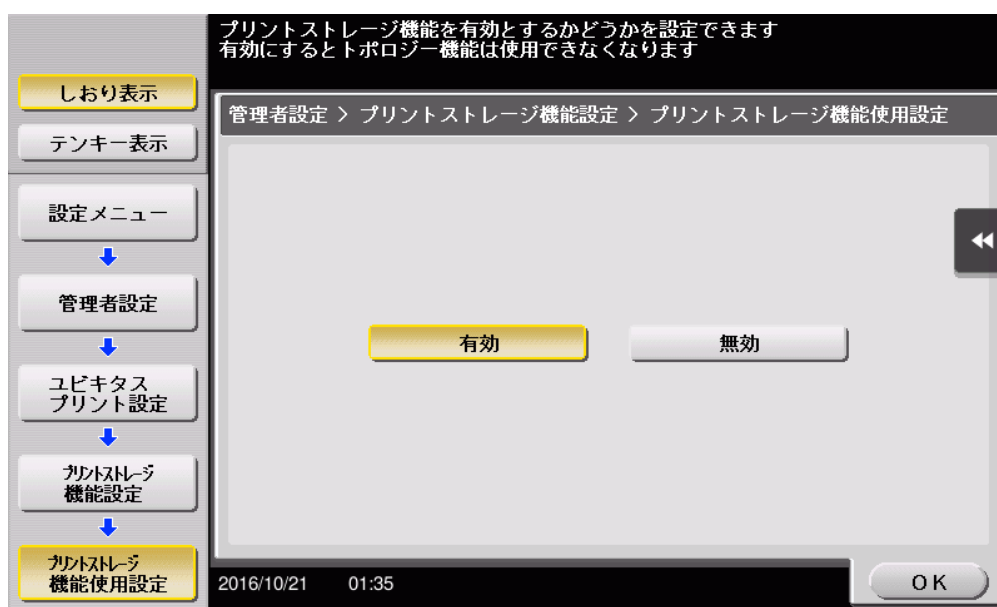 プリントストレージ機能を有効とするかどうかを設定できます
有効にするとトポロジー機能は使用できなくなります
しおり表示
テンキー表示
管理者設定 > プリントストレージ機能設定 > プリントストレージ機能使用設定
設定メニュー
管理者設定
ユビキタス
プリント設定
プリントストレージ
機能設定
プリントストレージ
機能使用設定
有効
無効
2016/10/21 01:35
OK